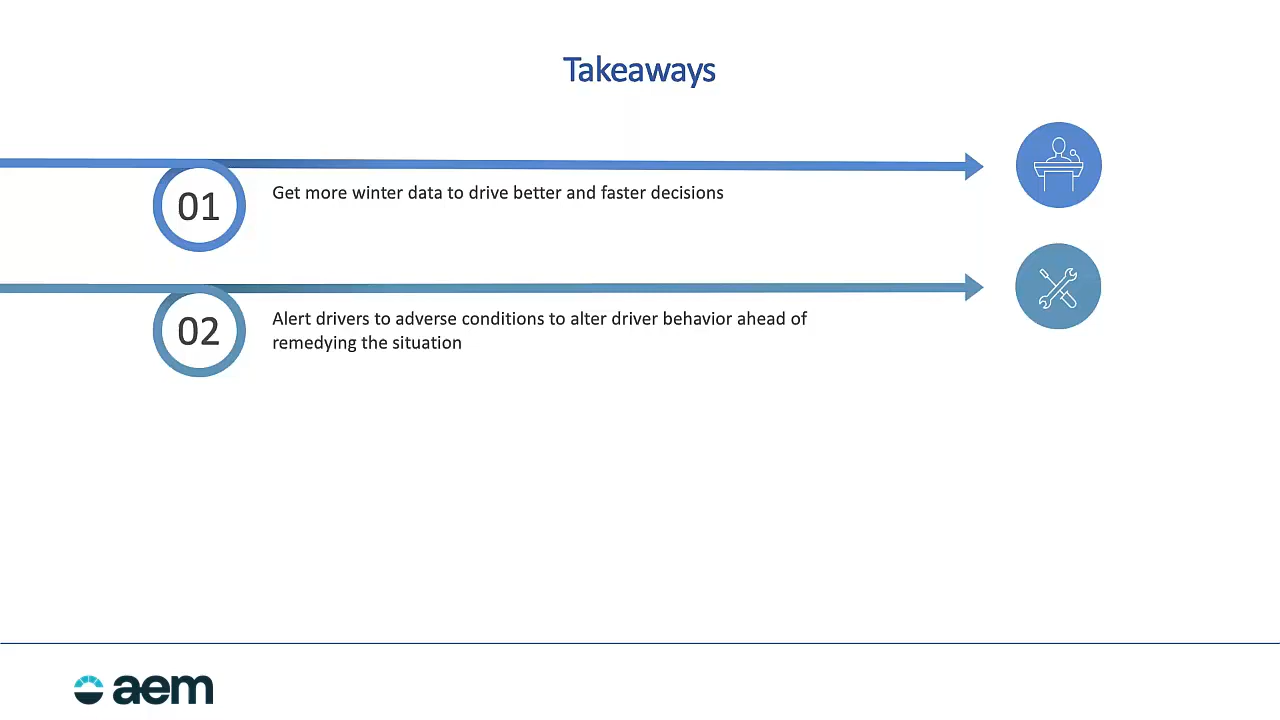 Takeaways
01
Get more winter data to drive better and faster decisions
02
Alert drivers to adverse conditions to alter driver behavior ahead of
remedying the situation
aem